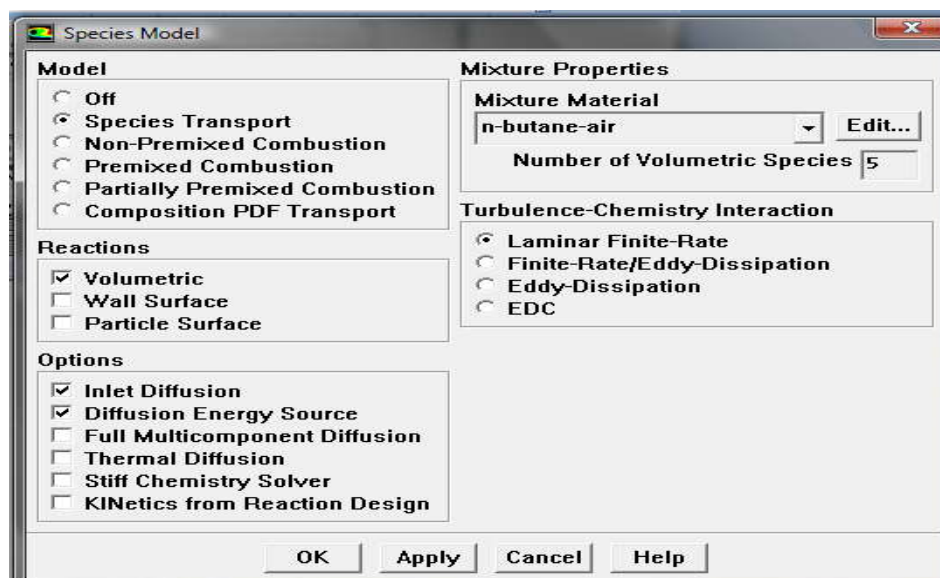 Species Model
Model
Off
Species Transport
Non-Premixed Combustion
Premixed Combustion
Partially Premixed Combustion
Composition PDF Transport
Reactions
Volumetric
Wall Surface
Particle Surface
Options
Inlet Diffusion
Diffusion Energy Source
Full Multicomponent Diffusion
Thermal Diffusion
Stiff Chemistry Solver
KINetics from Reaction Design
Mixture Properties
Mixture Material
n-butane-air Edit...
Number of Volumetric Species 5
Turbulence-Chemistry Interaction
Laminar Finite-Rate
Finite-Rate/Eddy-Dissipation
Eddy-Dissipation
EDC
OK Apply Cancel Help